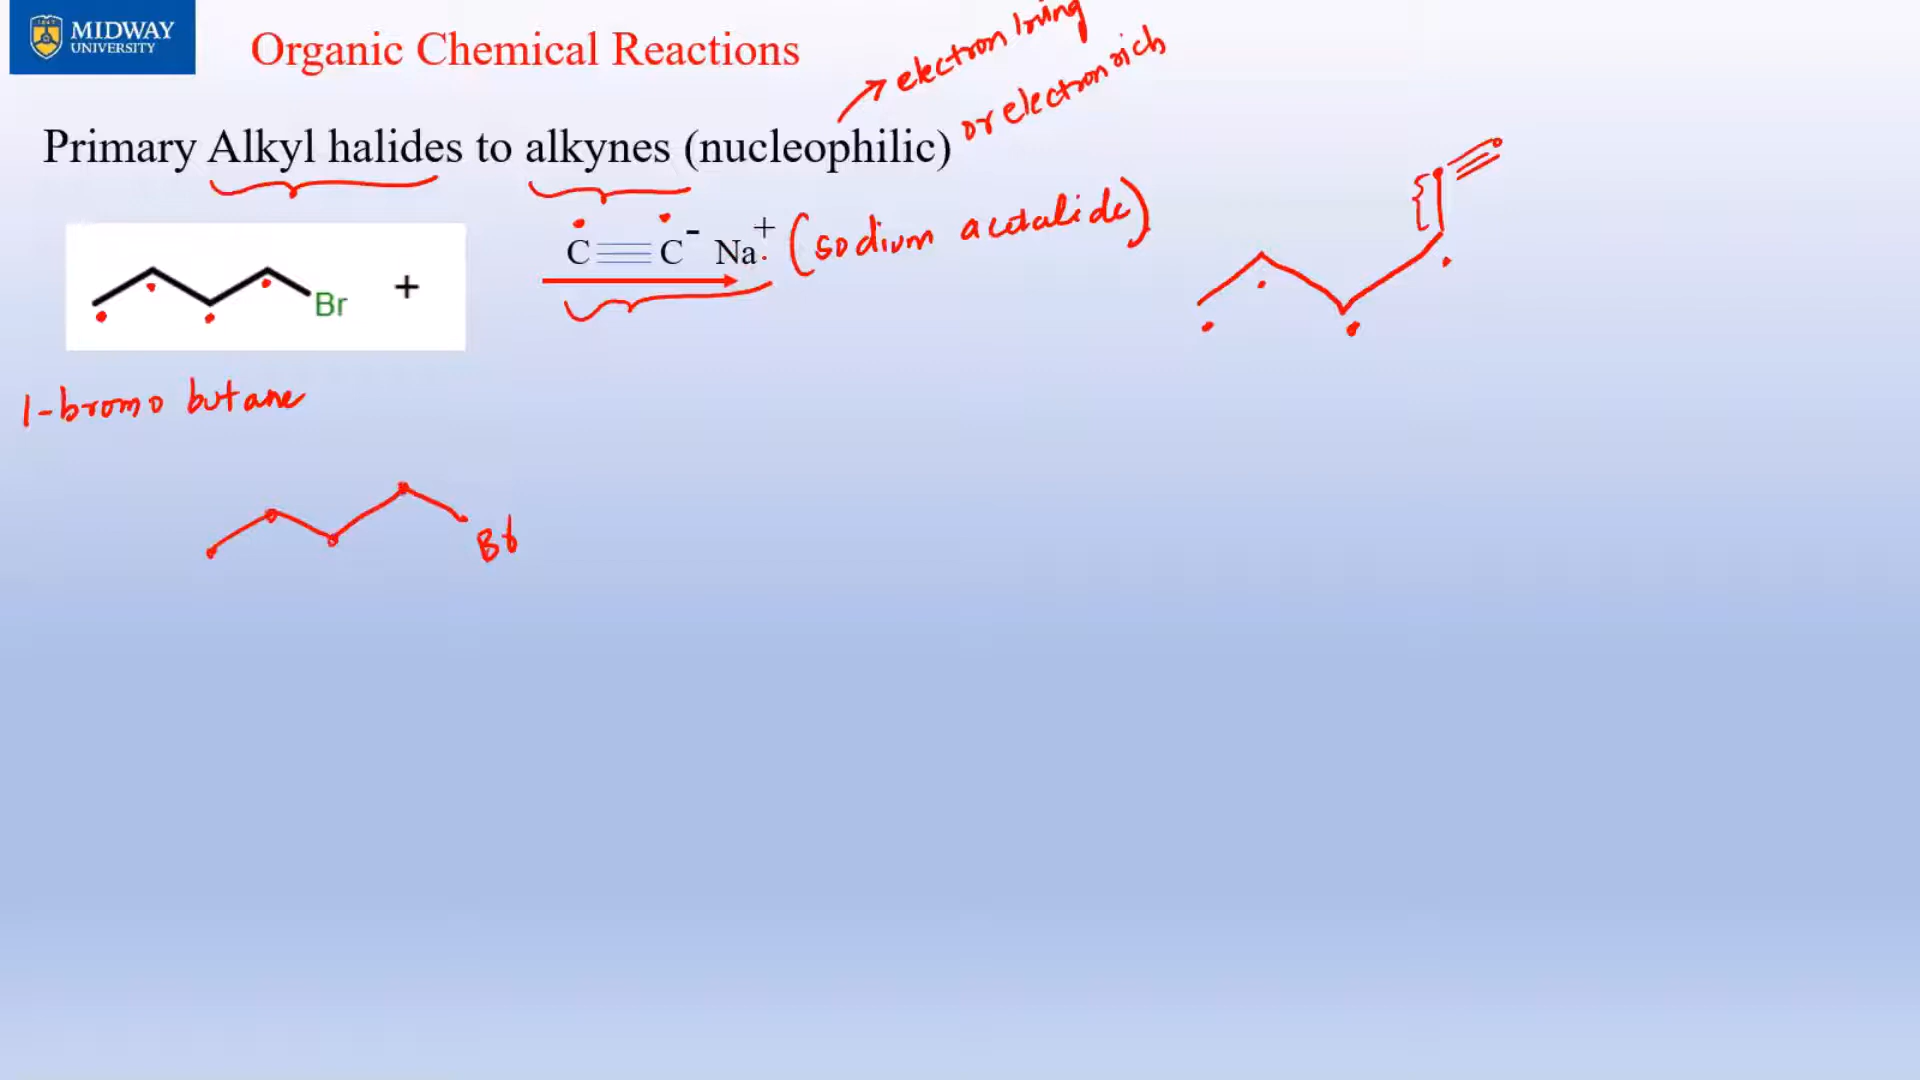 MIDWAY
UNIVERSITY
Organic Chemical Reactions
electron loving
or electron rich
Primary Alkyl halides to alkynes (nucleophilic)
C≡C⁻ Na⁺ (sodium acetalide)
Br +
1-bromo butane
Br